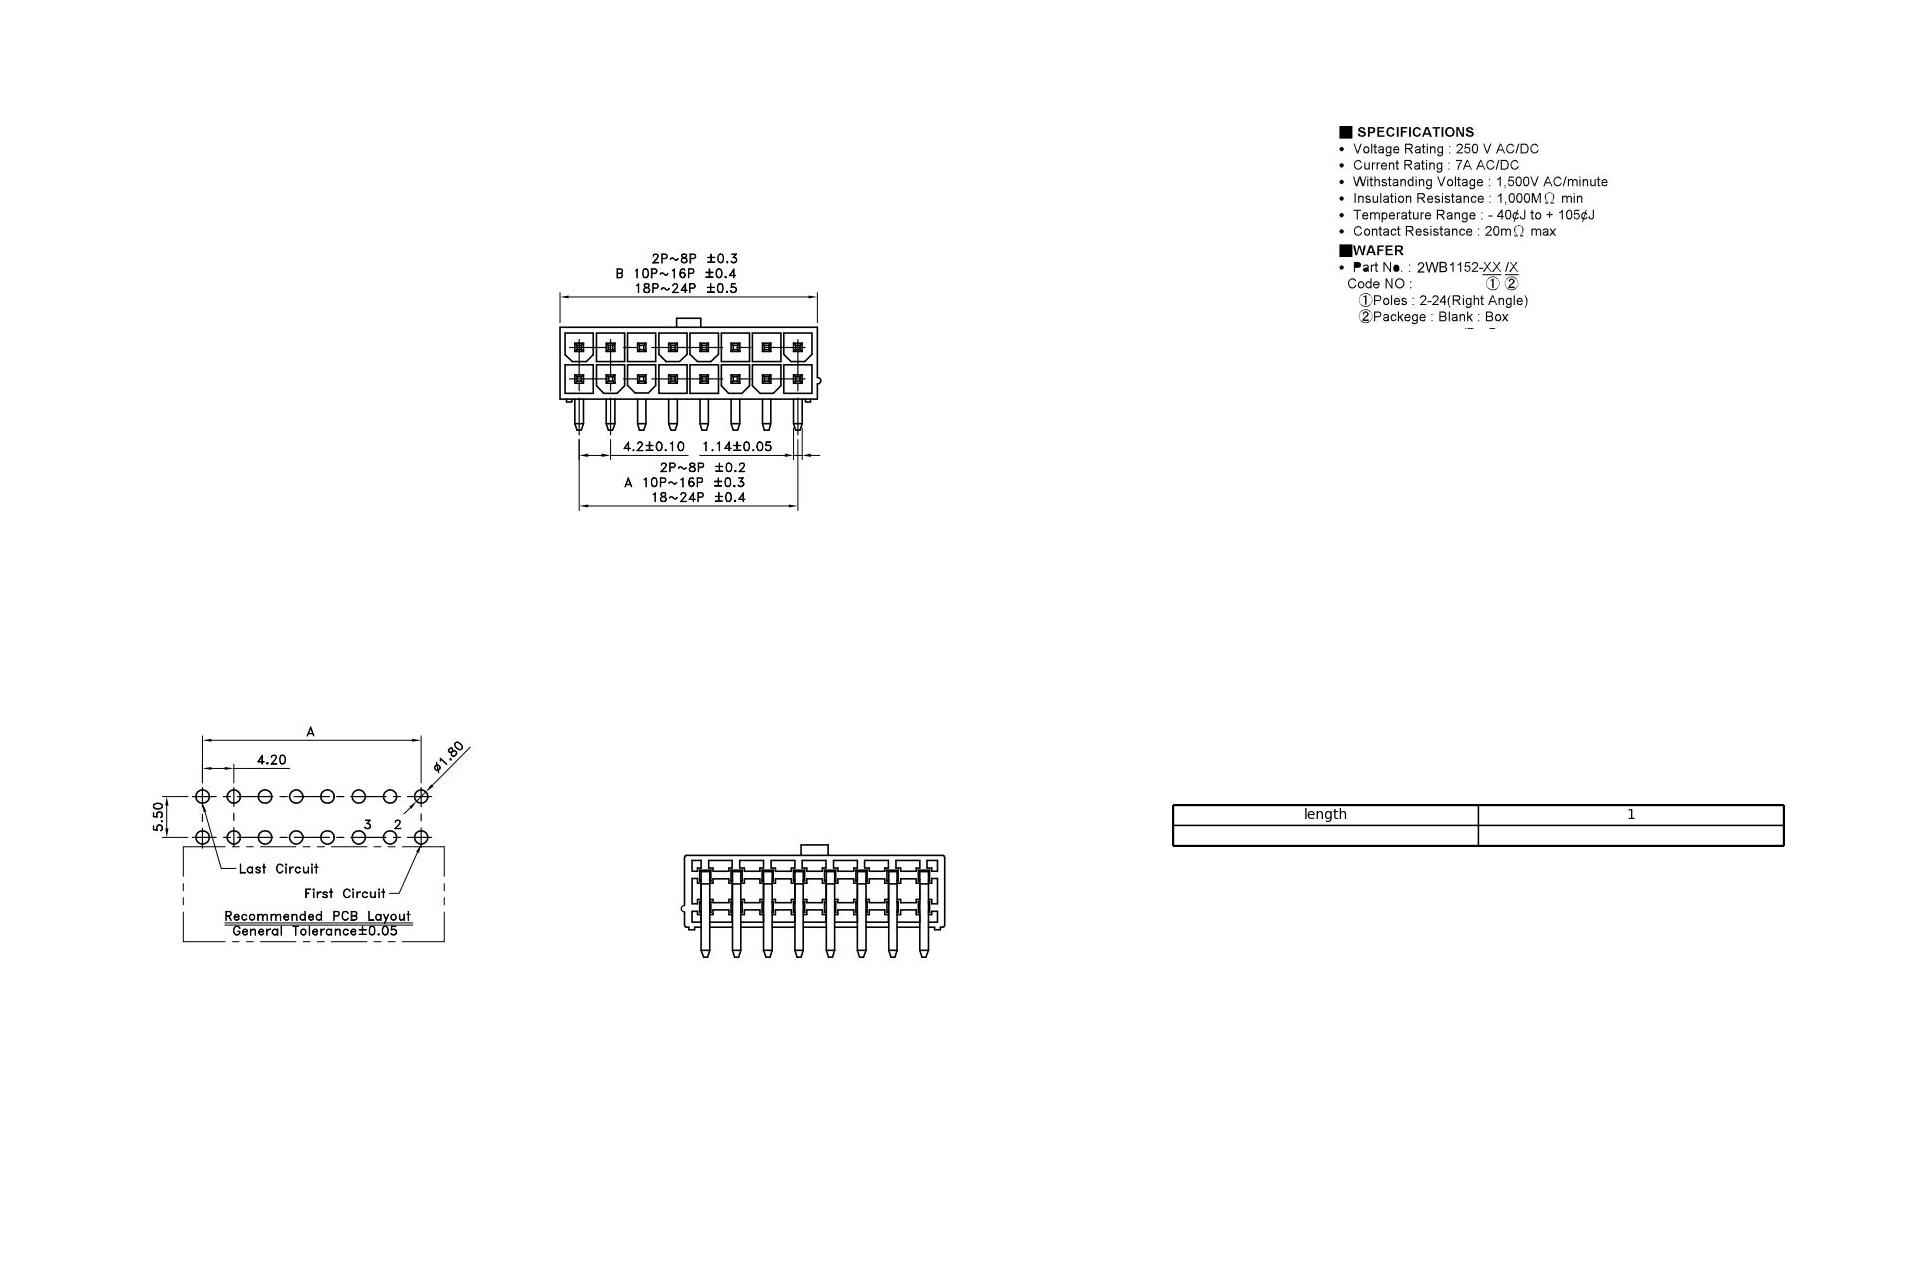 ■ SPECIFICATIONS
• Voltage Rating : 250 V AC/DC
• Current Rating : 7A AC/DC
• Withstanding Voltage : 1,500V AC/minute
• Insulation Resistance : 1,000MΩ min
• Temperature Range : - 40¢J to + 105¢J
• Contact Resistance : 20mΩ max
■WAFER
• Part No. : 2WB1152-XX /X
Code NO : ① ②
①Poles : 2-24(Right Angle)
②Packege : Blank : Box
2P~8P ±0.3
B 10P~16P ±0.4
18P~24P ±0.5
4.2±0.10 1.14±0.05
2P~8P ±0.2
A 10P~16P ±0.3
18~24P ±0.4
A
4.20
ø1.80
5.50
3 2
Last Circuit
First Circuit
Recommended PCB Layout
General Tolerance±0.05
length 1